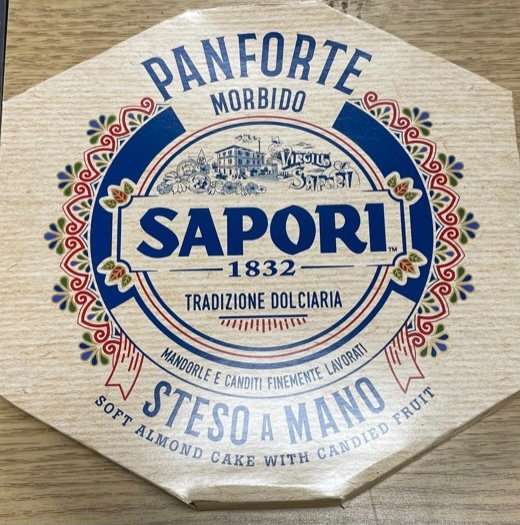 PANFORTE
MORBIDO
VIRGILIO
SAPORI
SAPORI™
1832
TRADIZIONE DOLCIARIA
MANDORLE E CANDITI FINEMENTE LAVORATI
STESO A MANO
SOFT ALMOND CAKE WITH CANDIED FRUIT